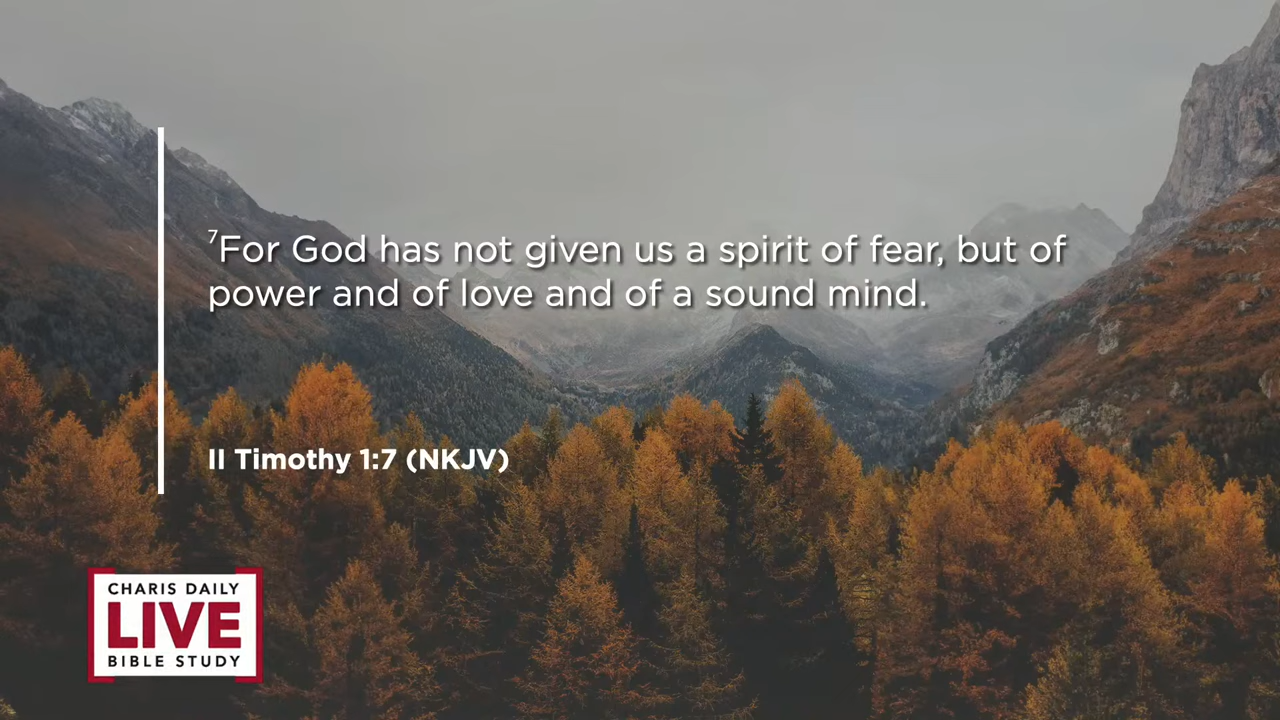 ⁷For God has not given us a spirit of fear, but of
power and of love and of a sound mind.
II Timothy 1:7 (NKJV)
CHARIS DAILY
LIVE
BIBLE STUDY